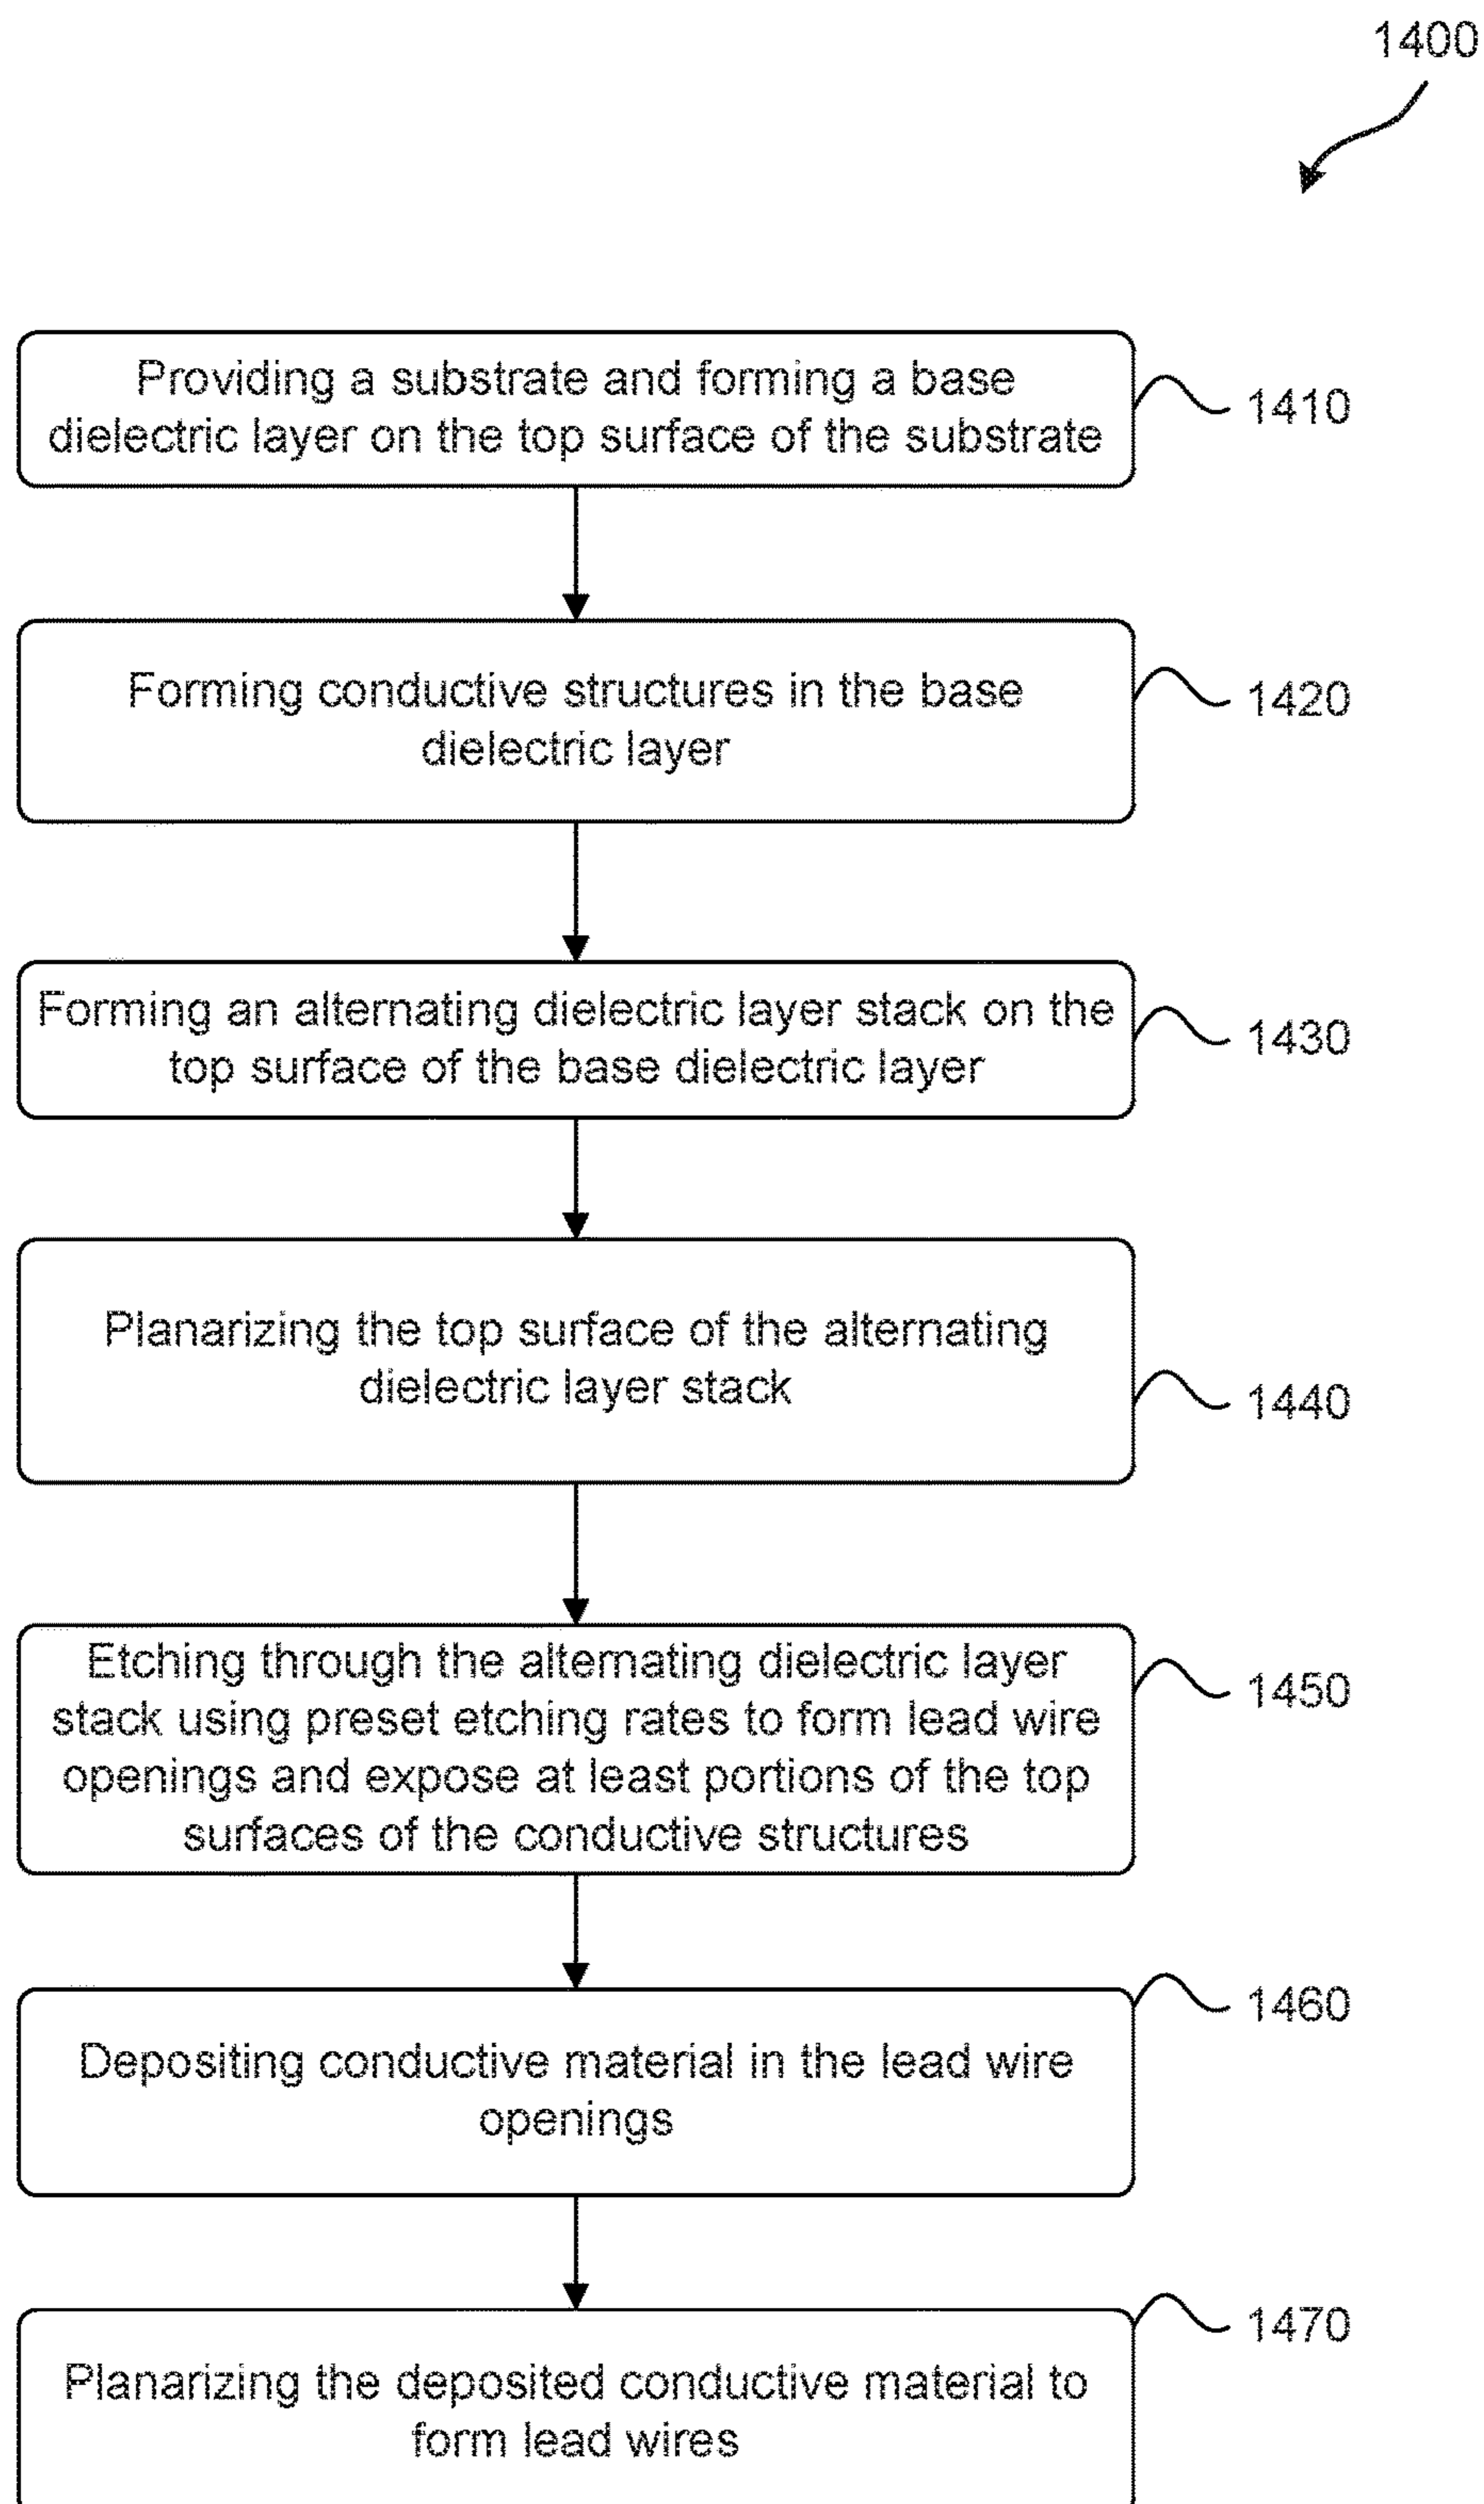 1400
Providing a substrate and forming a base
dielectric layer on the top surface of the substrate
1410
Forming conductive structures in the base
dielectric layer
1420
Forming an alternating dielectric layer stack on the
top surface of the base dielectric layer
1430
Planarizing the top surface of the alternating
dielectric layer stack
1440
Etching through the alternating dielectric layer
stack using preset etching rates to form lead wire
openings and expose at least portions of the top
surfaces of the conductive structures
1450
Depositing conductive material in the lead wire
openings
1460
Planarizing the deposited conductive material to
form lead wires
1470